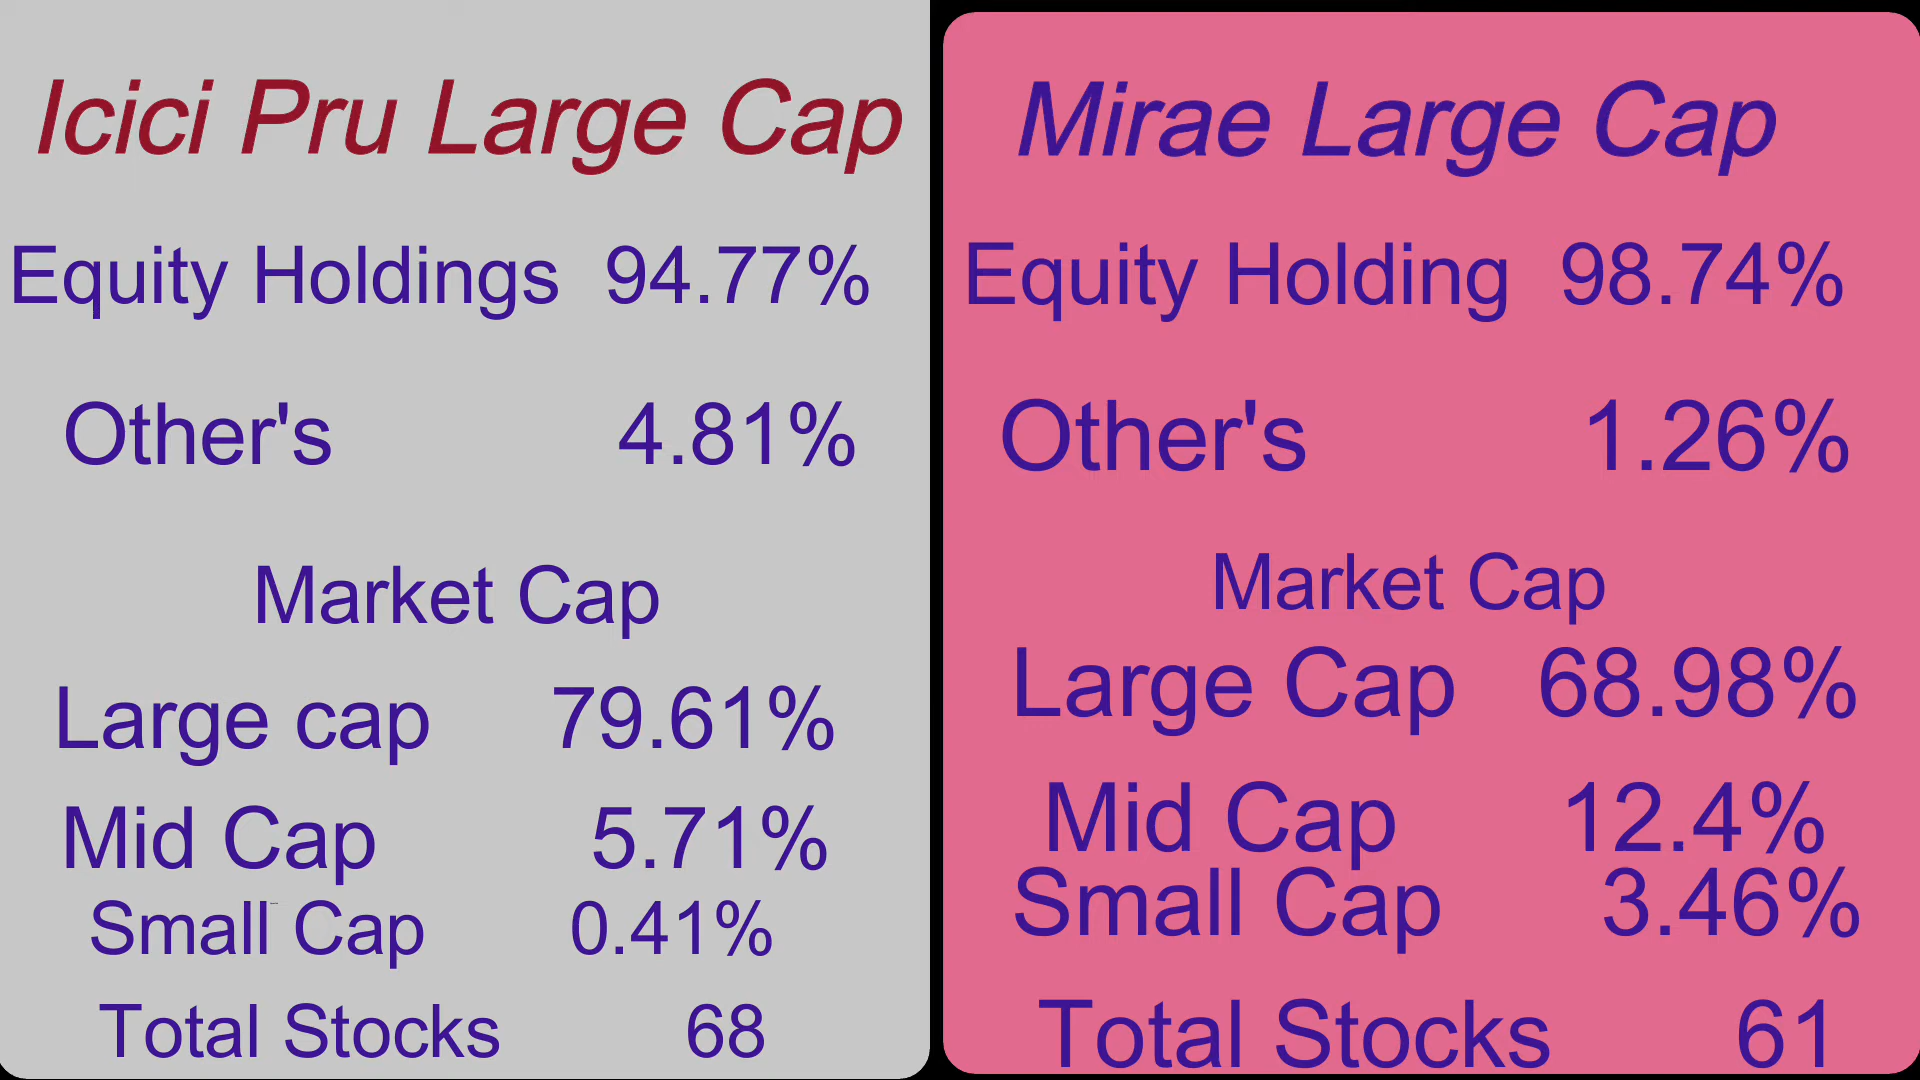 Icici Pru Large Cap
Equity Holdings 94.77%
Other's 4.81%
Market Cap
Large cap 79.61%
Mid Cap 5.71%
Small Cap 0.41%
Total Stocks 68
Mirae Large Cap
Equity Holding 98.74%
Other's 1.26%
Market Cap
Large Cap 68.98%
Mid Cap 12.4%
Small Cap 3.46%
Total Stocks 61